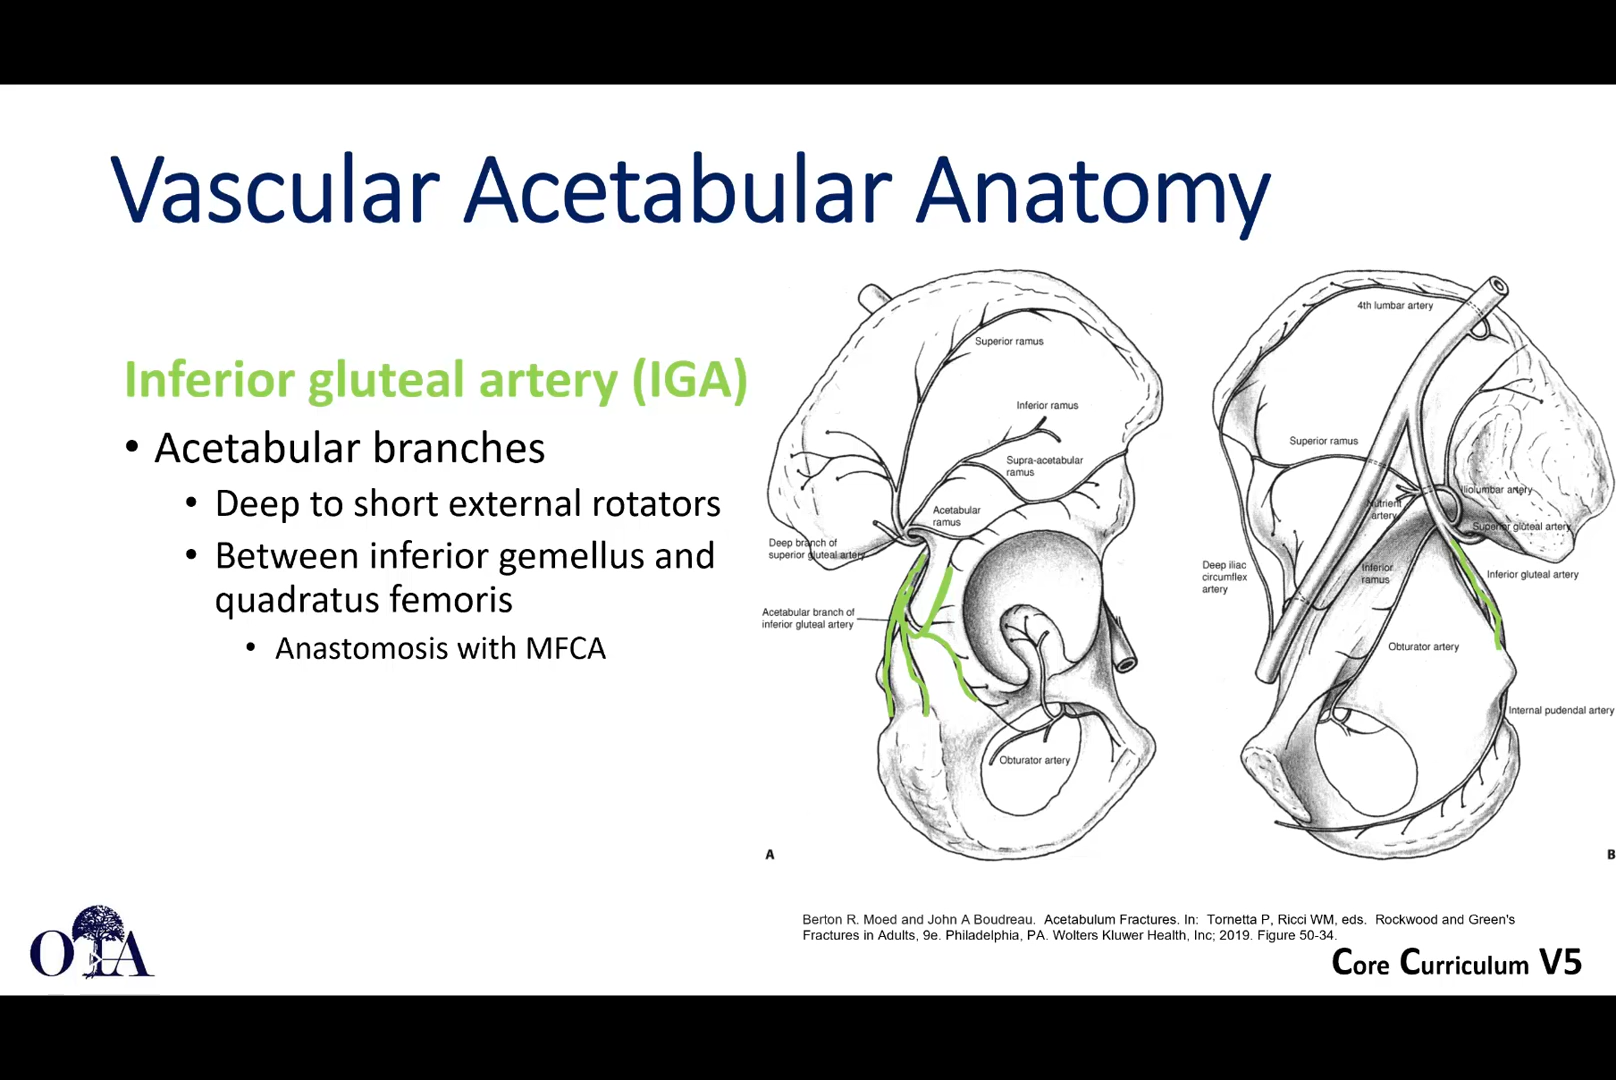 Vascular Acetabular Anatomy
Inferior gluteal artery (IGA)
• Acetabular branches
• Deep to short external rotators
• Between inferior gemellus and
quadratus femoris
• Anastomosis with MFCA
Superior ramus
Inferior ramus
Supra-acetabular
ramus
Acetabular
ramus
Deep branch of
superior gluteal artery
Acetabular branch of
inferior gluteal artery
Obturator artery
A
4th lumbar artery
Superior ramus
Iliolumbar artery
Nutrient
artery
Superior gluteal artery
Deep iliac
circumflex
artery
Inferior
ramus
Inferior gluteal artery
Obturator artery
Internal pudendal artery
B
Berton R. Moed and John A Boudreau. Acetabulum Fractures. In: Tornetta P, Ricci WM, eds. Rockwood and Green's
Fractures in Adults, 9e. Philadelphia, PA. Wolters Kluwer Health, Inc; 2019. Figure 50-34.
OTA
Core Curriculum V5